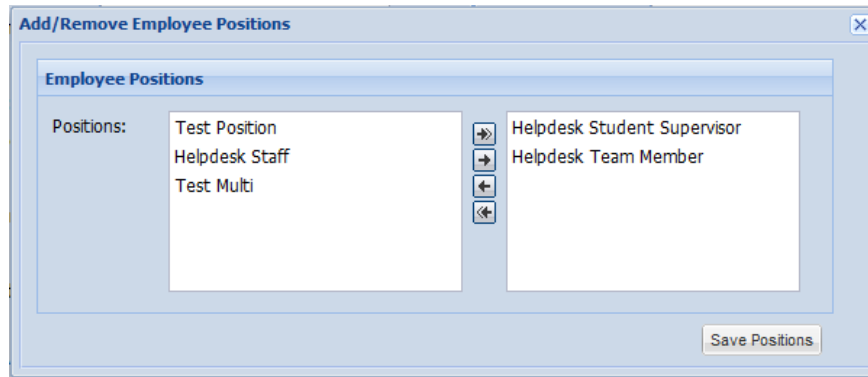 Add/Remove Employee Positions
Employee Positions
Positions:
Test Position
Helpdesk Staff
Test Multi
Helpdesk Student Supervisor
Helpdesk Team Member
Save Positions